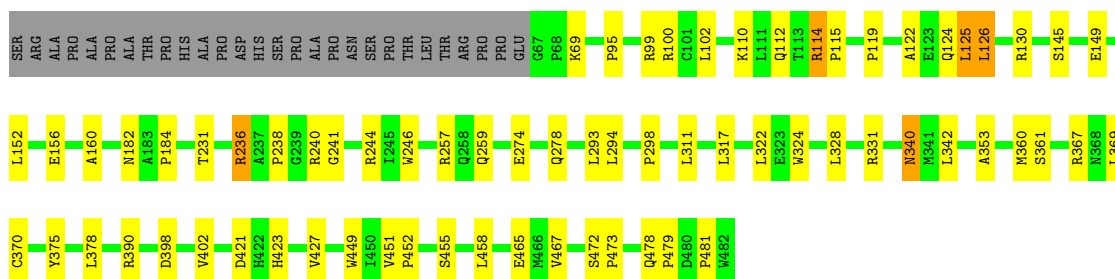 SER ARG ALA PRO ALA PRO ALA THR PRO HIS ALA PRO ASP HIS SER PRO ALA PRO ASN SER PRO THR LEU THR ARG PRO PRO GLU G67 P68 K69 P95 R99 R100 C101 L102 K110 L111 Q112 T113 R114 P115 P119 A122 E123 Q124 L125 L126 R130 S145 E149
L152 E156 A160 N182 A183 P184 T231 R236 A237 P238 G239 R240 G241 R244 I245 W246 R257 Q258 Q259 E274 Q278 L293 L294 P298 L311 L317 L322 E323 W324 L328 R331 N340 M341 L342 A353 M360 S361 R367 N368 L369
C370 Y375 L378 R390 D398 V402 D421 H422 H423 V427 W449 I450 V451 P452 S455 L458 E465 M466 V467 S472 P473 Q478 P479 D480 P481 W482